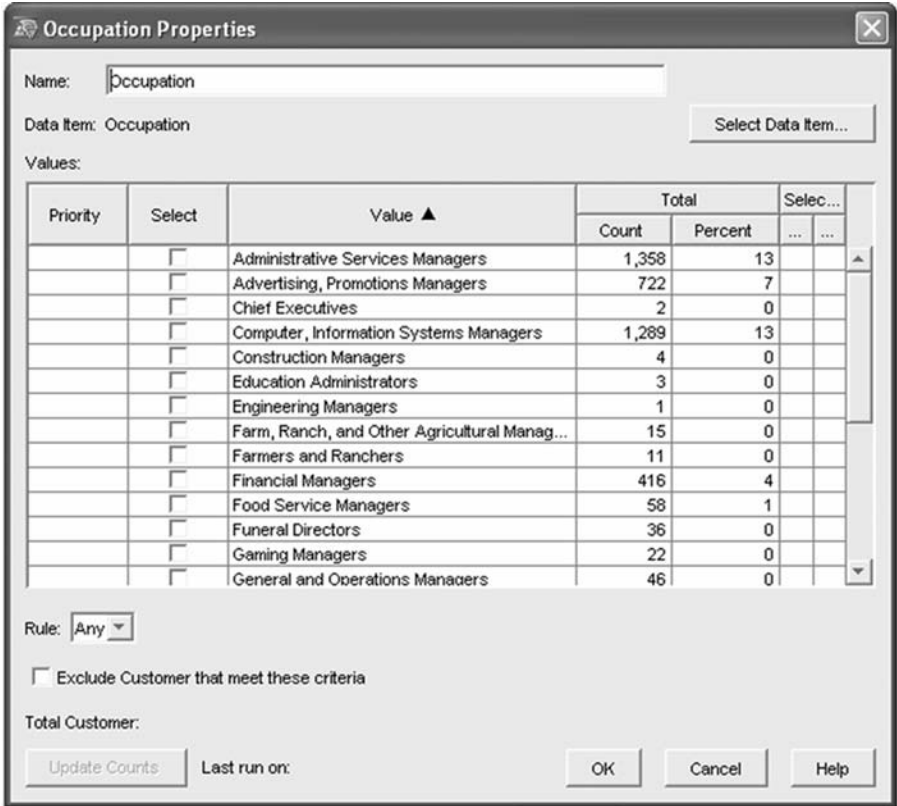 Occupation Properties
Name: Occupation
Data Item: Occupation Select Data Item...
Values:
Priority Select Value ▲ Total Selec...
Count Percent ... ...
Administrative Services Managers 1,358 13
Advertising, Promotions Managers 722 7
Chief Executives 2 0
Computer, Information Systems Managers 1,289 13
Construction Managers 4 0
Education Administrators 3 0
Engineering Managers 1 0
Farm, Ranch, and Other Agricultural Manag... 15 0
Farmers and Ranchers 11 0
Financial Managers 416 4
Food Service Managers 58 1
Funeral Directors 36 0
Gaming Managers 22 0
General and Operations Managers 46 0
Rule: Any
Exclude Customer that meet these criteria
Total Customer:
Update Counts Last run on: OK Cancel Help